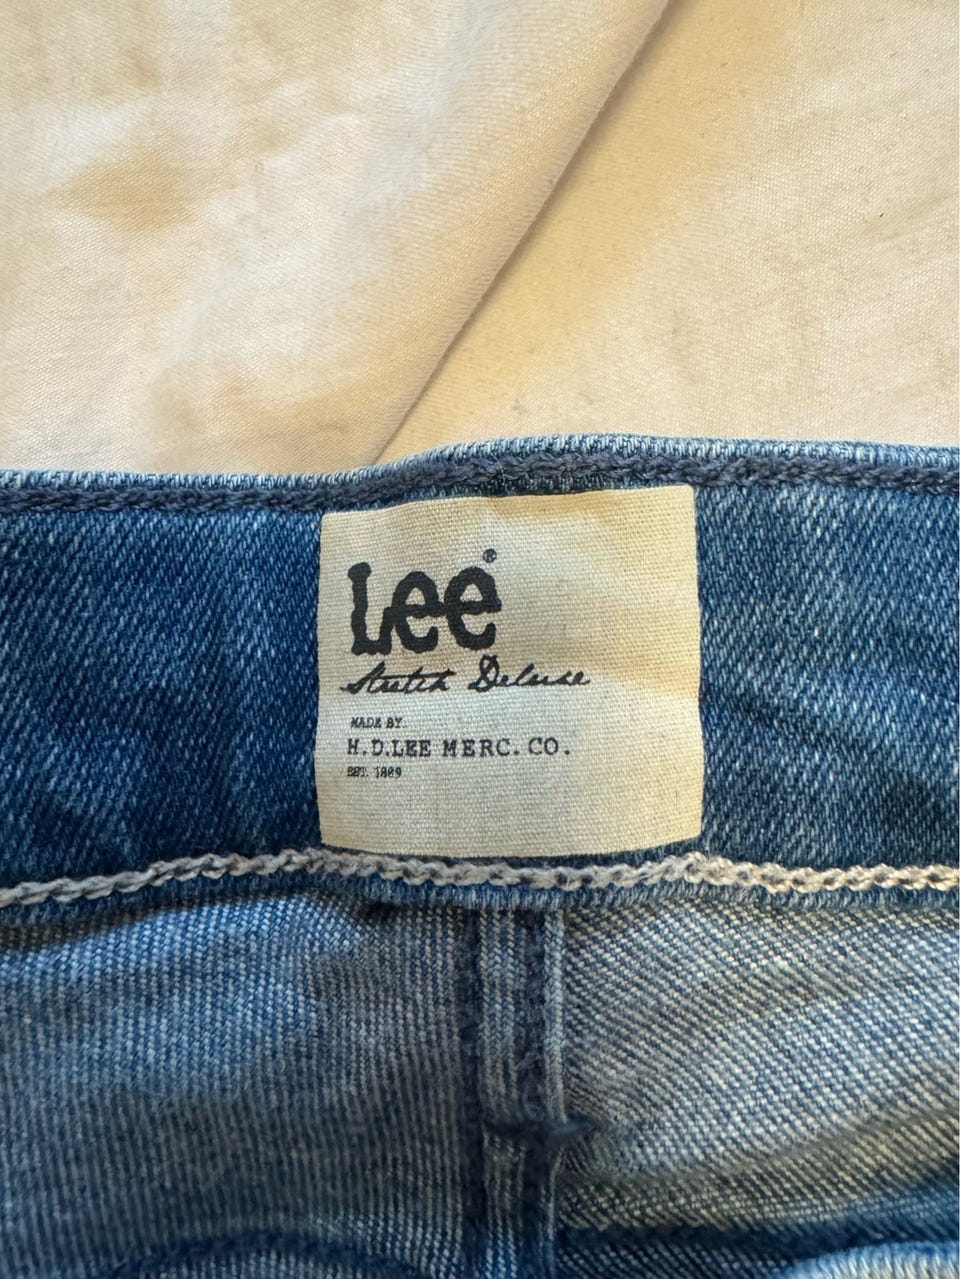 Lee®
Stretch Deluxe
MADE BY
H.D.LEE MERC. CO.
EST. 1889